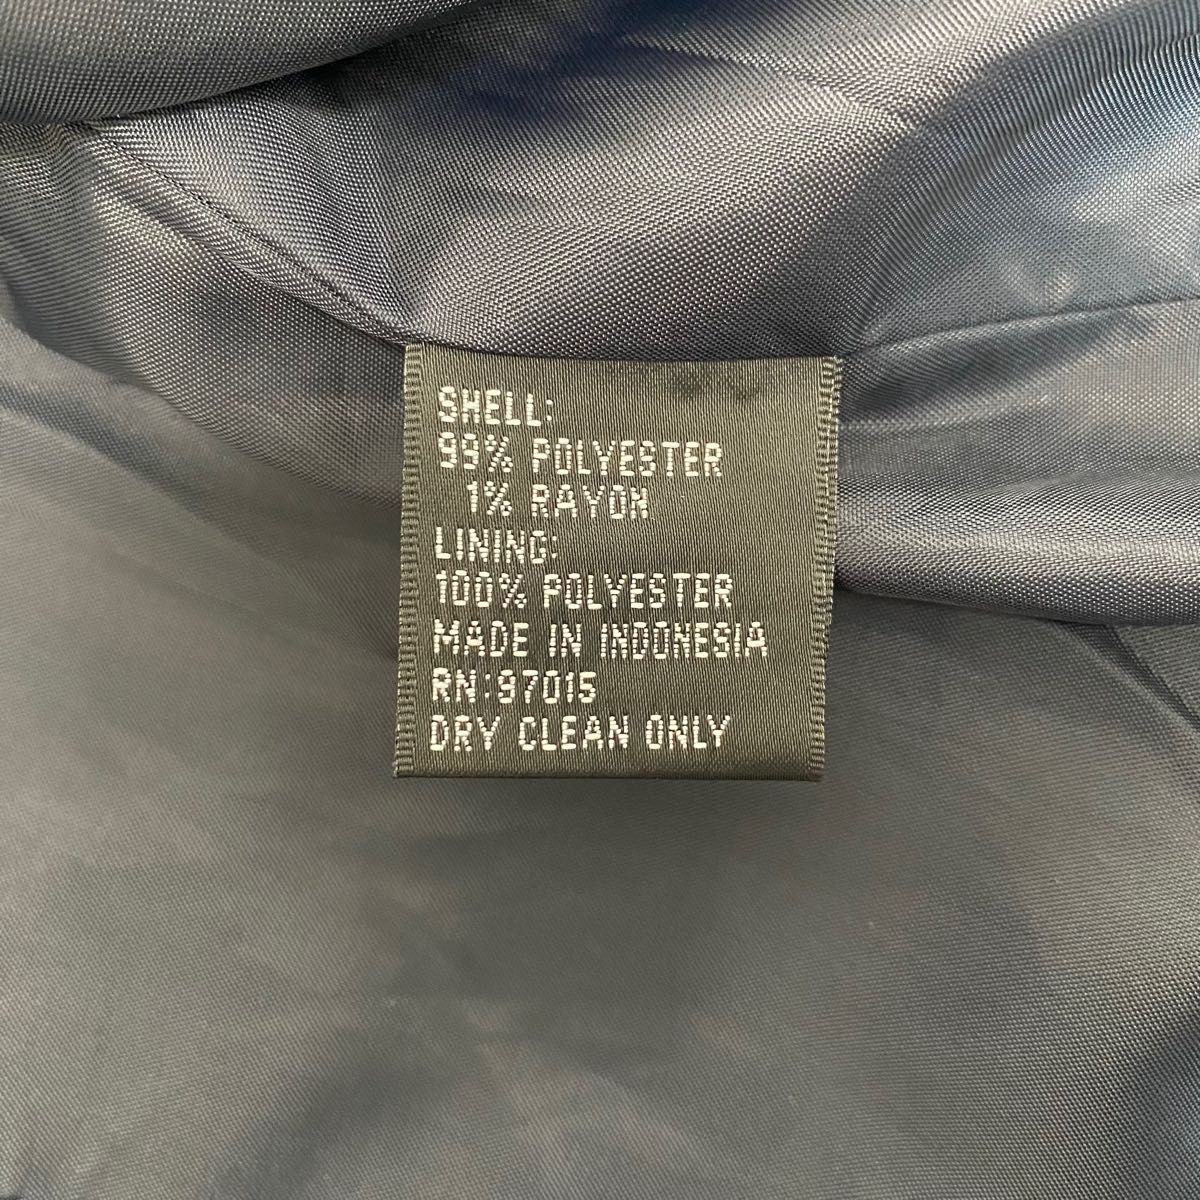 SHELL:
99% POLYESTER
1% RAYON
LINING:
100% POLYESTER
MADE IN INDONESIA
RN:97015
DRY CLEAN ONLY